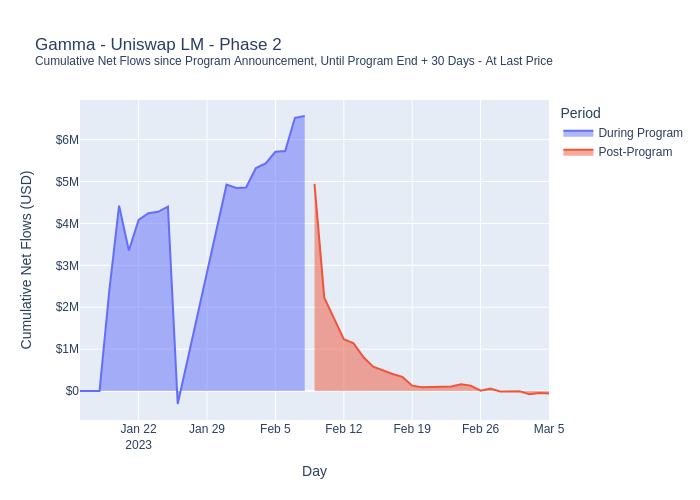 Gamma - Uniswap LM - Phase 2
Cumulative Net Flows since Program Announcement, Until Program End + 30 Days - At Last Price
Period
During Program
Post-Program
Cumulative Net Flows (USD)
$6M
$5M
$4M
$3M
$2M
$1M
$0
Jan 22
2023
Jan 29
Feb 5
Feb 12
Feb 19
Feb 26
Mar 5
Day